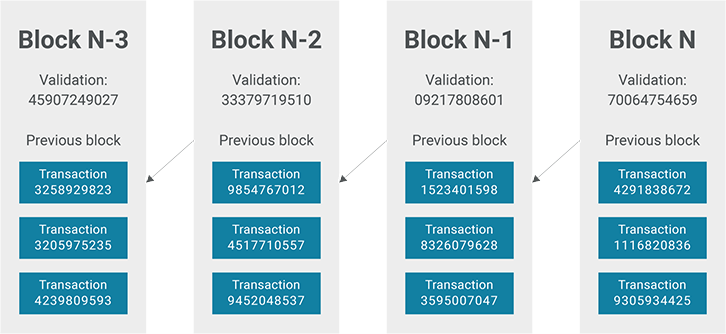 Block N-3
Validation:
45907249027
Previous block
Transaction
3258929823
Transaction
3205975235
Transaction
4239809593
Block N-2
Validation:
33379719510
Previous block
Transaction
9854767012
Transaction
4517710557
Transaction
9452048537
Block N-1
Validation:
09217808601
Previous block
Transaction
1523401598
Transaction
8326079628
Transaction
3595007047
Block N
Validation:
70064754659
Previous block
Transaction
4291838672
Transaction
1116820836
Transaction
9305934425